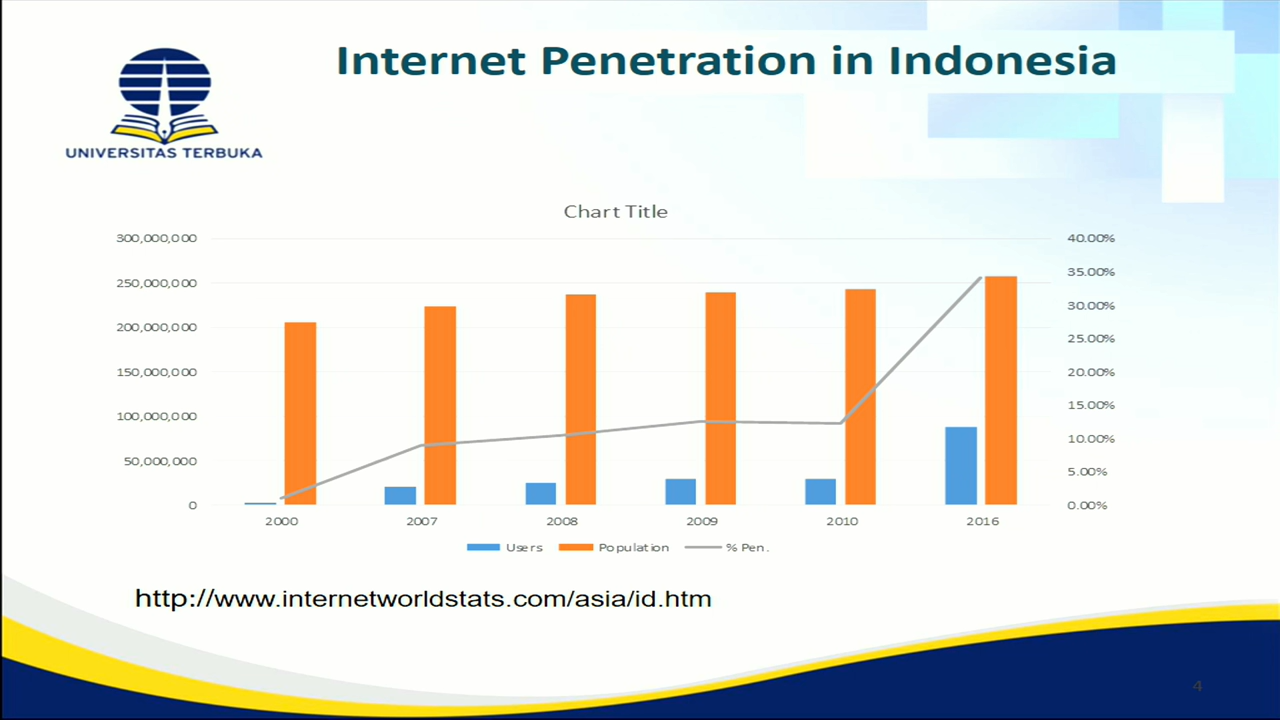 Internet Penetration in Indonesia
UNIVERSITAS TERBUKA
Chart Title
300,000,000
250,000,000
200,000,000
150,000,000
100,000,000
50,000,000
0
40.00%
35.00%
30.00%
25.00%
20.00%
15.00%
10.00%
5.00%
0.00%
2000 2007 2008 2009 2010 2016
Users Population % Pen.
http://www.internetworldstats.com/asia/id.htm
4